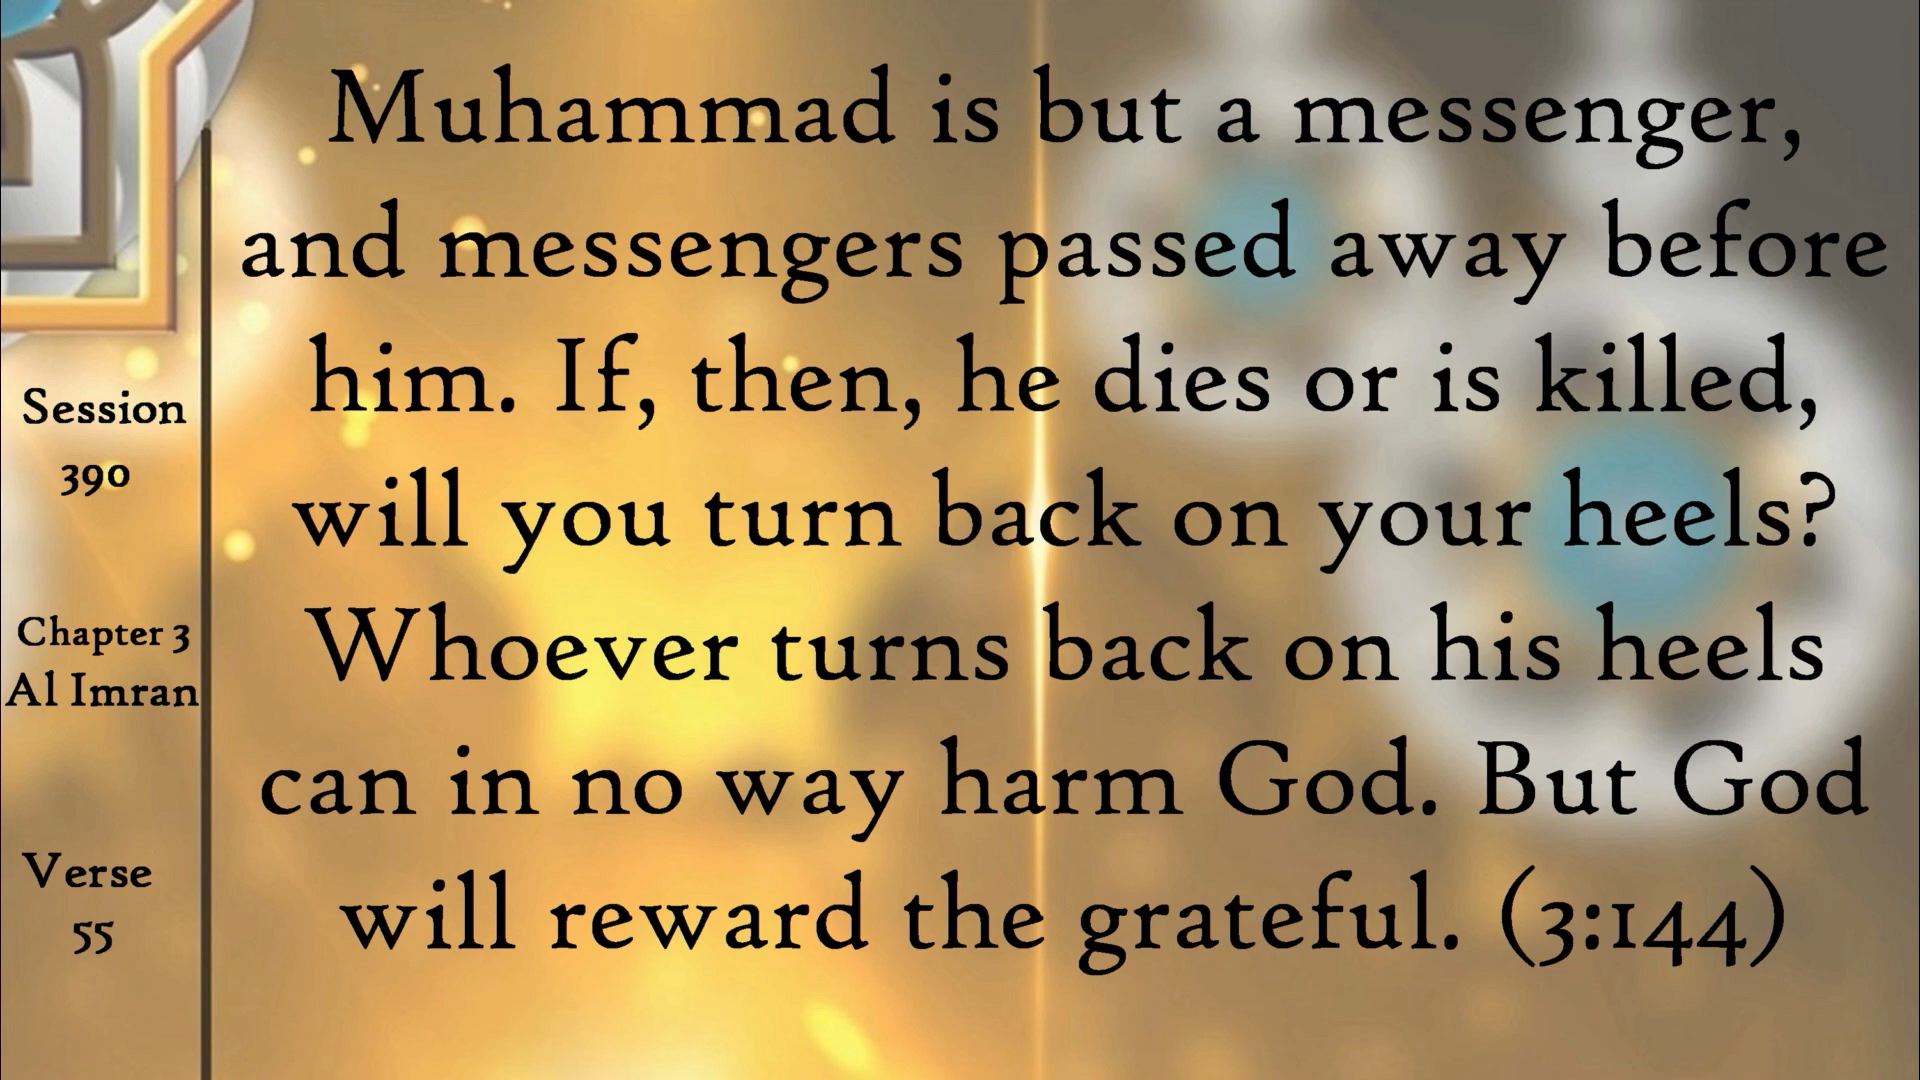 Session
390
Chapter 3
Al Imran
Verse
55
Muhammad is but a messenger,
and messengers passed away before
him. If, then, he dies or is killed,
will you turn back on your heels?
Whoever turns back on his heels
can in no way harm God. But God
will reward the grateful. (3:144)